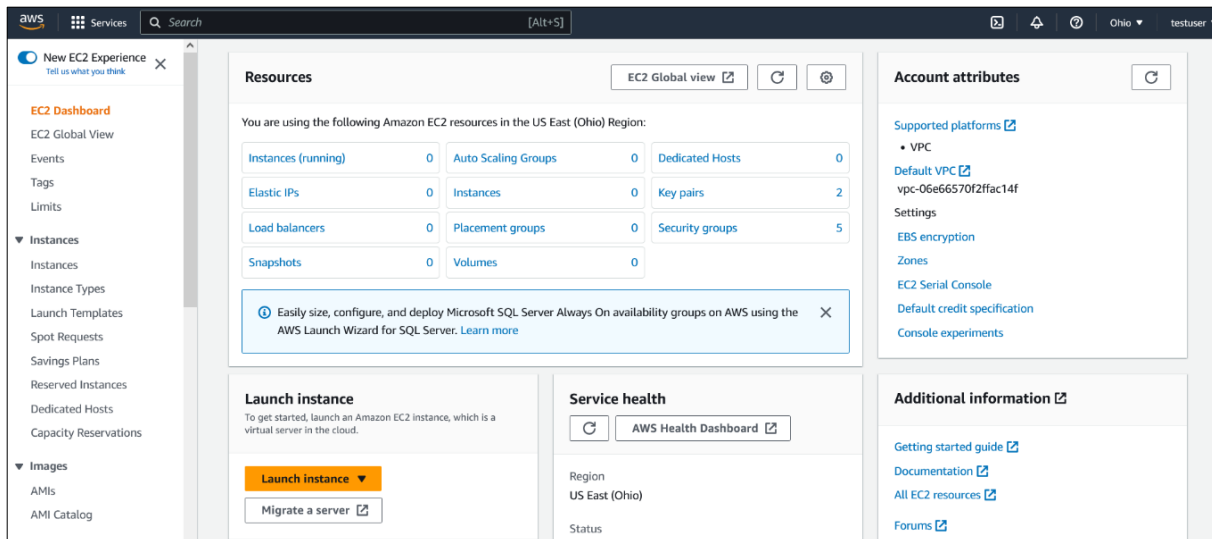 aws
Services
Search
[Alt+S]
Ohio
testuser
New EC2 Experience
Tell us what you think
EC2 Dashboard
EC2 Global View
Events
Tags
Limits
Instances
Instances
Instance Types
Launch Templates
Spot Requests
Savings Plans
Reserved Instances
Dedicated Hosts
Capacity Reservations
Images
AMIs
AMI Catalog
Resources
EC2 Global view
You are using the following Amazon EC2 resources in the US East (Ohio) Region:
Instances (running) 0
Auto Scaling Groups 0
Dedicated Hosts 0
Elastic IPs 0
Instances 0
Key pairs 2
Load balancers 0
Placement groups 0
Security groups 5
Snapshots 0
Volumes 0
Easily size, configure, and deploy Microsoft SQL Server Always On availability groups on AWS using the
AWS Launch Wizard for SQL Server. Learn more
Launch instance
To get started, launch an Amazon EC2 instance, which is a
virtual server in the cloud.
Launch instance
Migrate a server
Service health
AWS Health Dashboard
Region
US East (Ohio)
Status
Account attributes
Supported platforms
• VPC
Default VPC
vpc-06e66570f2ffac14f
Settings
EBS encryption
Zones
EC2 Serial Console
Default credit specification
Console experiments
Additional information
Getting started guide
Documentation
All EC2 resources
Forums